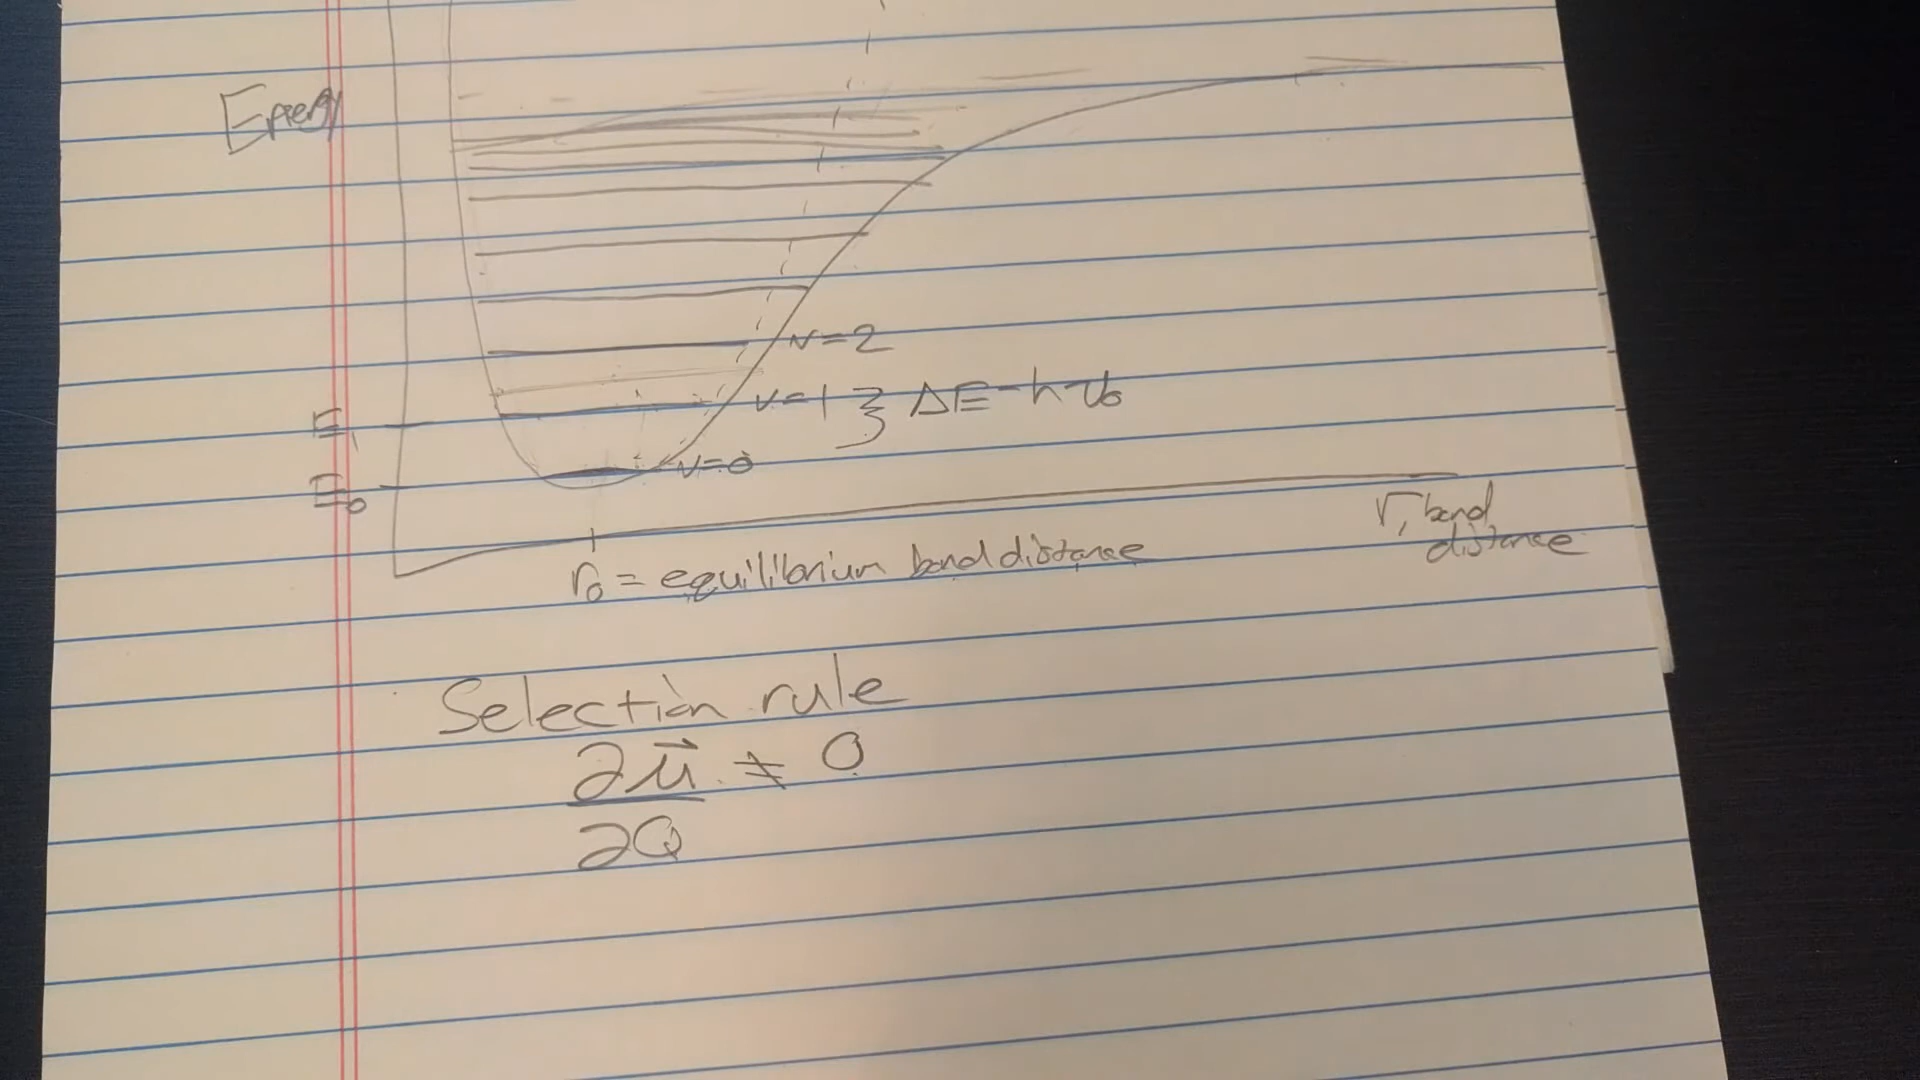 Energy
v=2
E₁
v=1 } ΔE = hν₀
E₀
v=0
r, bond
distance
r₀ = equilibrium bond distance
Selection rule
∂μ⃗ ≠ 0
∂Q